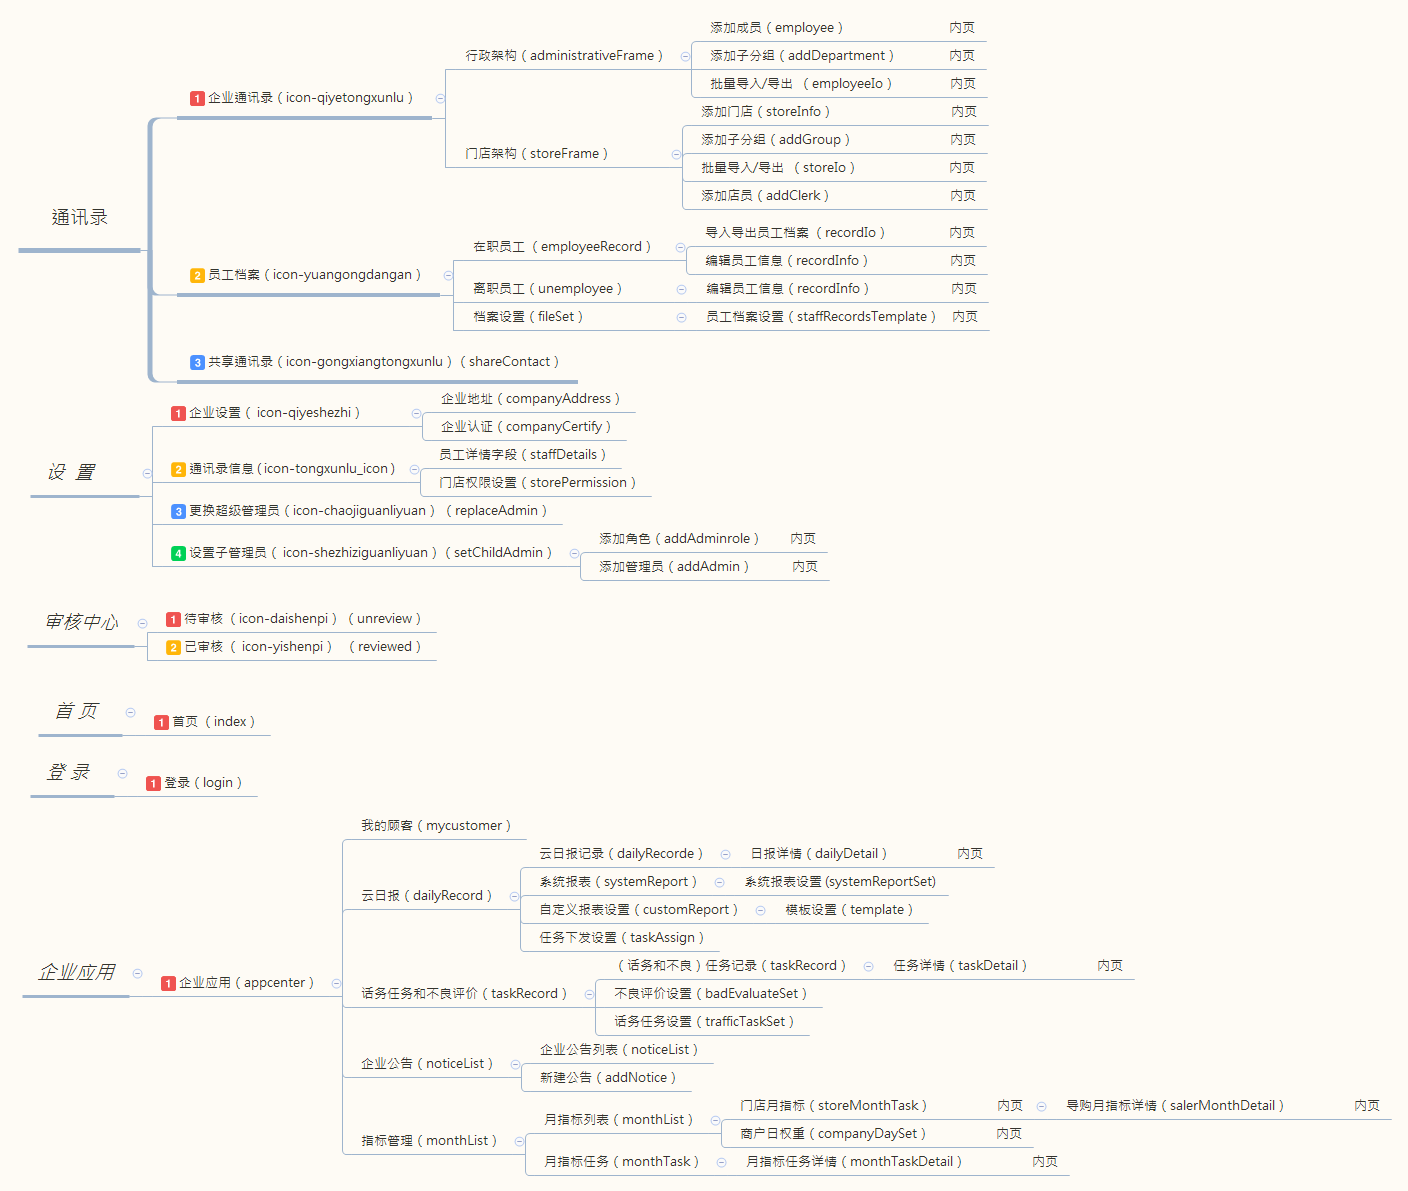 通讯录
1 企业通讯录（icon-qiyetongxunlu）
行政架构（administrativeFrame）
添加成员（employee） 内页
添加子分组（addDepartment） 内页
批量导入/导出 （employeeIo） 内页
门店架构（storeFrame）
添加门店（storeInfo） 内页
添加子分组（addGroup） 内页
批量导入/导出 （storeIo） 内页
添加店员（addClerk） 内页
2 员工档案（icon-yuangongdangan）
在职员工 （employeeRecord）
导入导出员工档案 （recordIo） 内页
编辑员工信息（recordInfo） 内页
离职员工（unemployee） 编辑员工信息（recordInfo） 内页
档案设置（fileSet） 员工档案设置（staffRecordsTemplate） 内页
3 共享通讯录（icon-gongxiangtongxunlu）（shareContact）
设 置
1 企业设置（ icon-qiyeshezhi）
企业地址（companyAddress）
企业认证（companyCertify）
2 通讯录信息（icon-tongxunlu_icon）
员工详情字段（staffDetails）
门店权限设置（storePermission）
3 更换超级管理员（icon-chaojiguanliyuan）（replaceAdmin）
4 设置子管理员（ icon-shezhiziguanliyuan）（setChildAdmin）
添加角色（addAdminrole） 内页
添加管理员（addAdmin） 内页
审核中心
1 待审核 （icon-daishenpi）（unreview）
2 已审核 （ icon-yishenpi） （reviewed）
首 页
1 首页 （index）
登 录
1 登录（login）
企业应用
1 企业应用（appcenter）
我的顾客（mycustomer）
云日报（dailyRecord）
云日报记录（dailyRecorde） 日报详情（dailyDetail） 内页
系统报表（systemReport） 系统报表设置 (systemReportSet)
自定义报表设置（customReport） 模板设置（template）
任务下发设置（taskAssign）
话务任务和不良评价（taskRecord）
（话务和不良）任务记录（taskRecord） 任务详情（taskDetail） 内页
不良评价设置（badEvaluateSet）
话务任务设置（trafficTaskSet）
企业公告（noticeList）
企业公告列表（noticeList）
新建公告（addNotice）
指标管理（monthList）
月指标列表（monthList）
门店月指标（storeMonthTask） 内页 导购月指标详情（salerMonthDetail） 内页
商户日权重（companyDaySet） 内页
月指标任务（monthTask） 月指标任务详情（monthTaskDetail） 内页